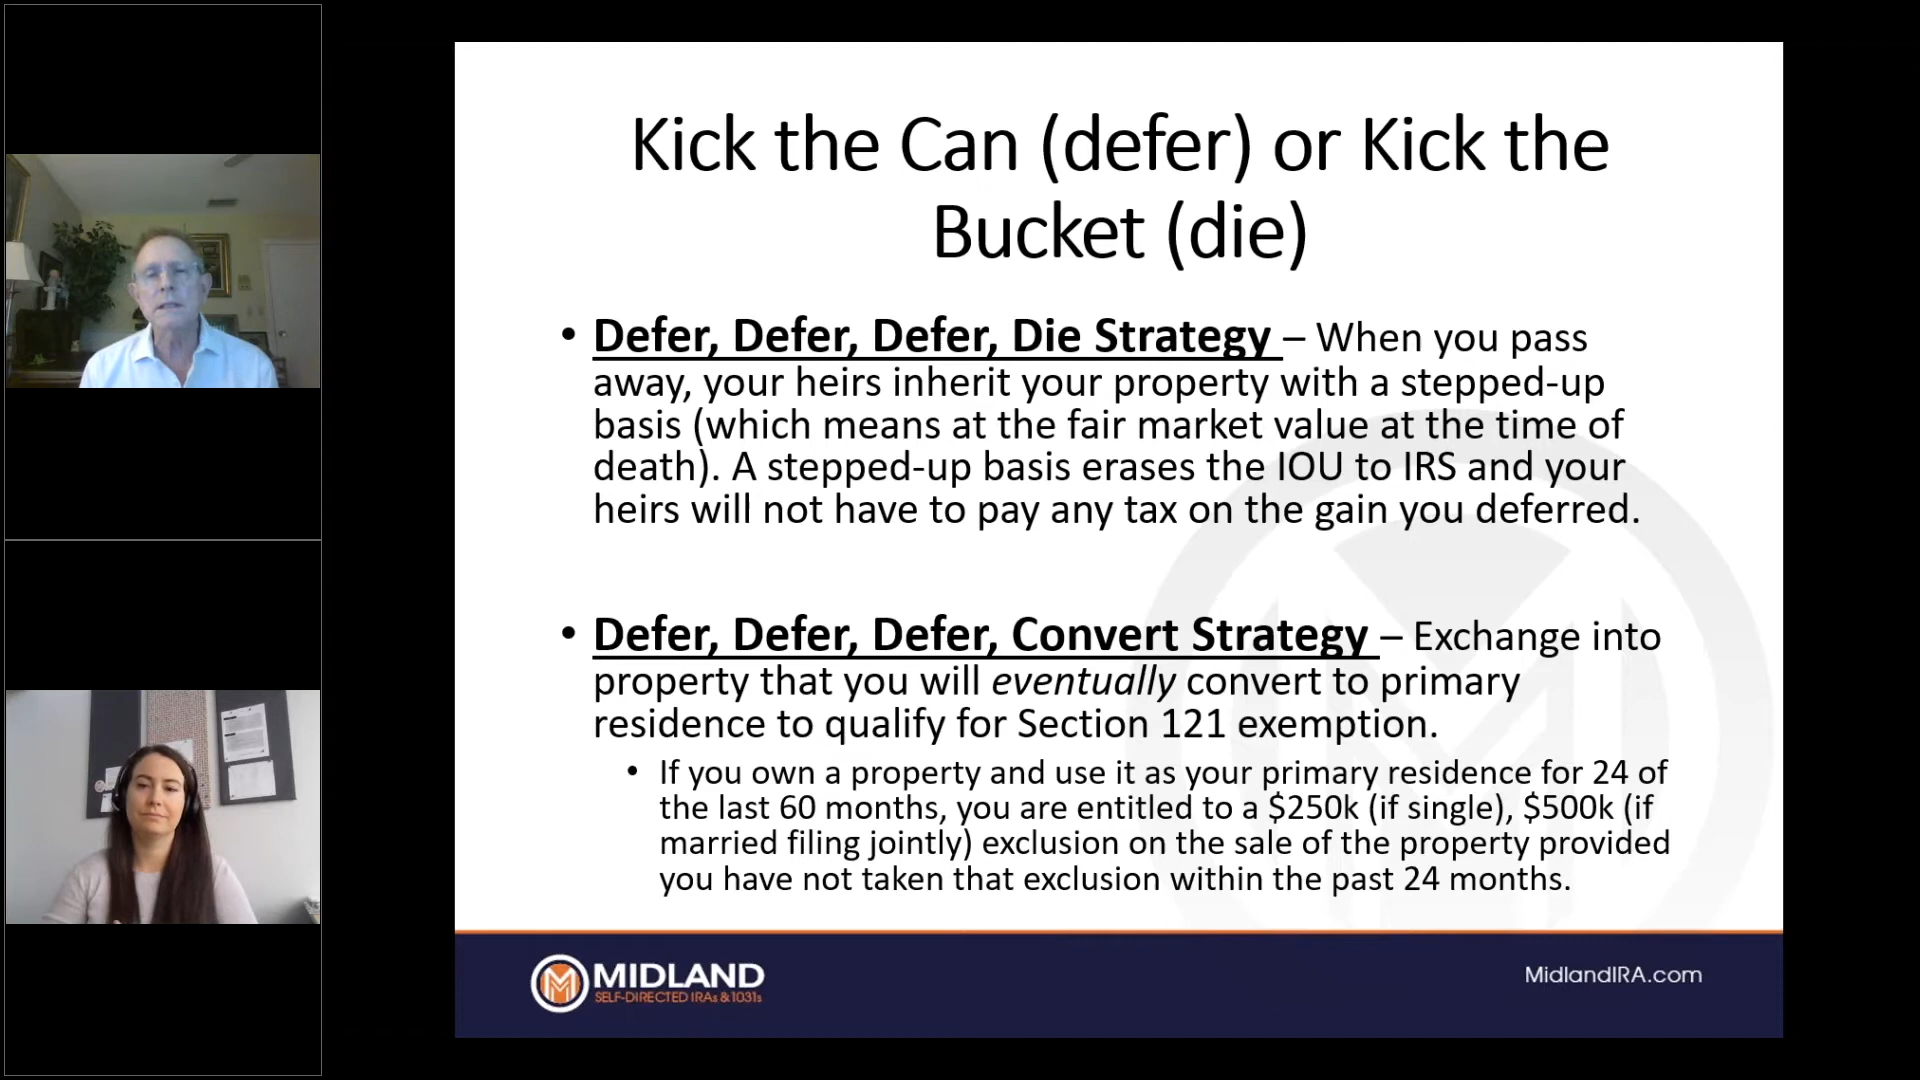 Kick the Can (defer) or Kick the
Bucket (die)
• Defer, Defer, Defer, Die Strategy – When you pass
away, your heirs inherit your property with a stepped-up
basis (which means at the fair market value at the time of
death). A stepped-up basis erases the IOU to IRS and your
heirs will not have to pay any tax on the gain you deferred.
• Defer, Defer, Defer, Convert Strategy – Exchange into
property that you will eventually convert to primary
residence to qualify for Section 121 exemption.
• If you own a property and use it as your primary residence for 24 of
the last 60 months, you are entitled to a $250k (if single), $500k (if
married filing jointly) exclusion on the sale of the property provided
you have not taken that exclusion within the past 24 months.
MIDLAND
SELF-DIRECTED IRAs & 1031s
MidlandIRA.com